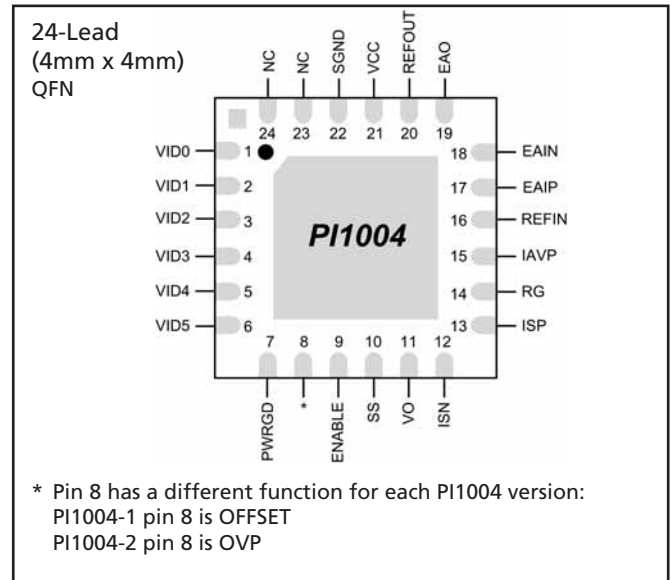 24-Lead
(4mm x 4mm)
QFN
NC
NC
SGND
VCC
REFOUT
EAO
24 23 22 21 20 19
VID0 1
VID1 2
VID2 3
VID3 4
VID4 5
VID5 6
PI1004
18 EAIN
17 EAIP
16 REFIN
15 IAVP
14 RG
13 ISP
7 8 9 10 11 12
PWRGD
*
ENABLE
SS
VO
ISN
* Pin 8 has a different function for each PI1004 version:
PI1004-1 pin 8 is OFFSET
PI1004-2 pin 8 is OVP